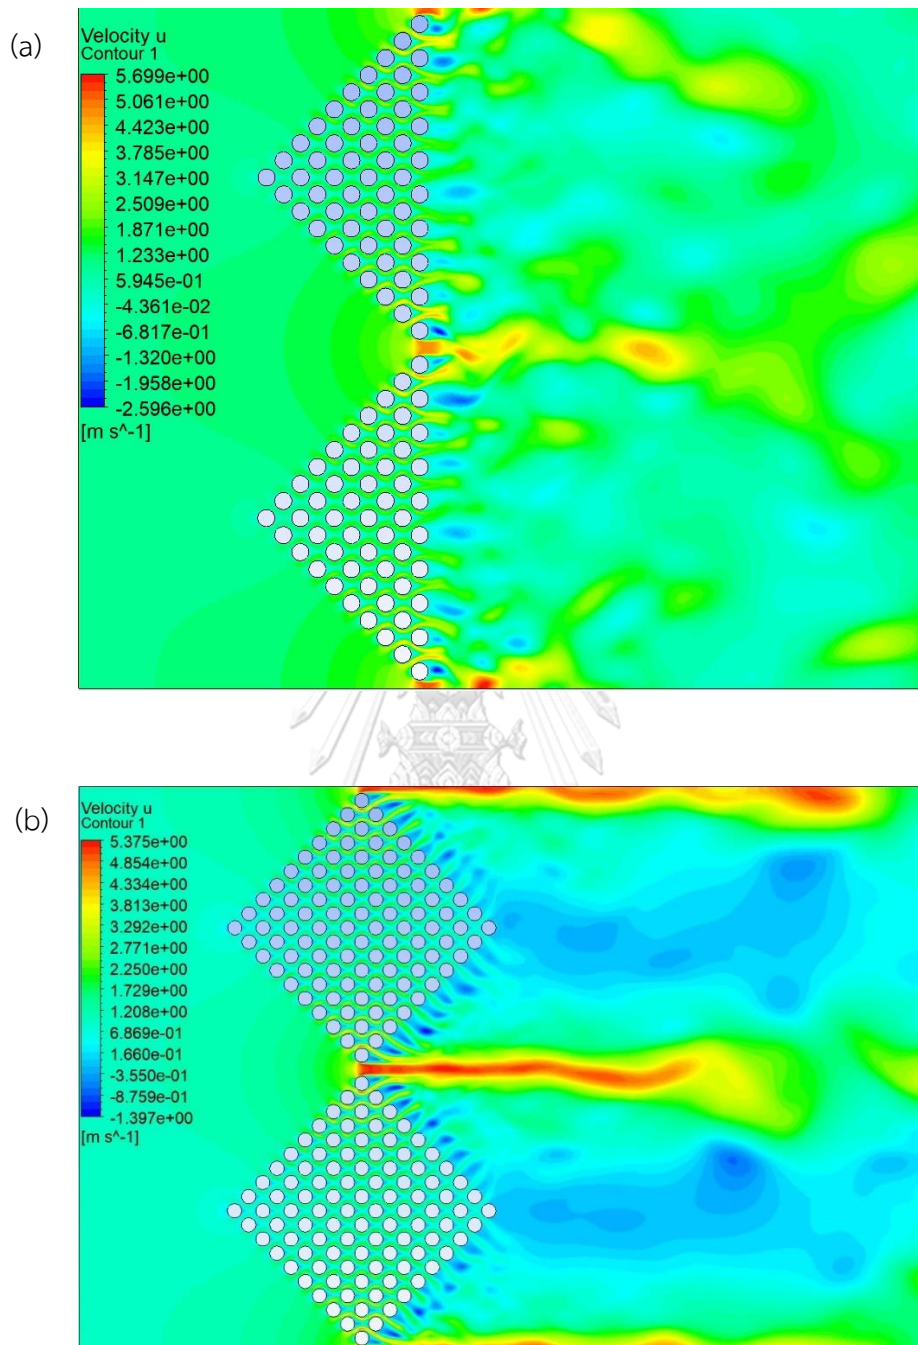 (a)
Velocity u
Contour 1
5.699e+00
5.061e+00
4.423e+00
3.785e+00
3.147e+00
2.509e+00
1.871e+00
1.233e+00
5.945e-01
-4.361e-02
-6.817e-01
-1.320e+00
-1.958e+00
-2.596e+00
[m s^-1]
(b)
Velocity u
Contour 1
5.375e+00
4.854e+00
4.334e+00
3.813e+00
3.292e+00
2.771e+00
2.250e+00
1.729e+00
1.208e+00
6.869e-01
1.660e-01
-3.550e-01
-8.759e-01
-1.397e+00
[m s^-1]